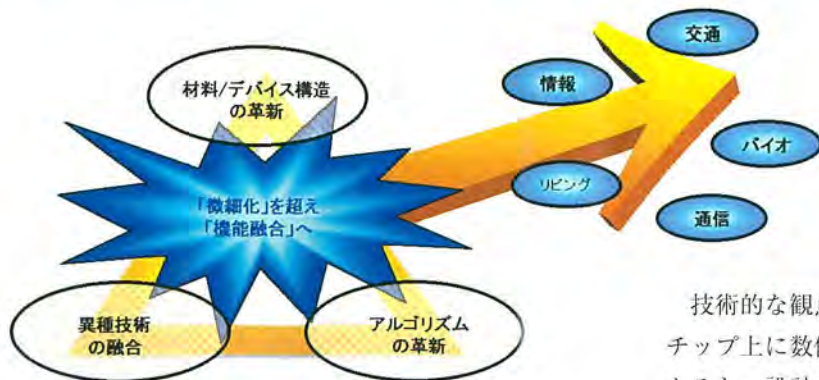 材料/デバイス構造
の革新
「微細化」を超え
「機能融合」へ
異種技術
の融合
アルゴリズム
の革新
交通
情報
バイオ
リビング
通信
技術的な観点
チップ上に数